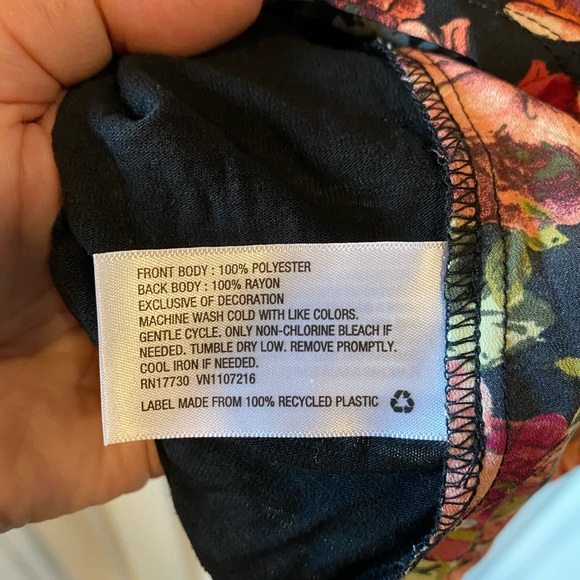 FRONT BODY : 100% POLYESTER
BACK BODY : 100% RAYON
EXCLUSIVE OF DECORATION
MACHINE WASH COLD WITH LIKE COLORS.
GENTLE CYCLE. ONLY NON-CHLORINE BLEACH IF
NEEDED. TUMBLE DRY LOW. REMOVE PROMPTLY.
COOL IRON IF NEEDED.
RN17730 VN1107216
LABEL MADE FROM 100% RECYCLED PLASTIC